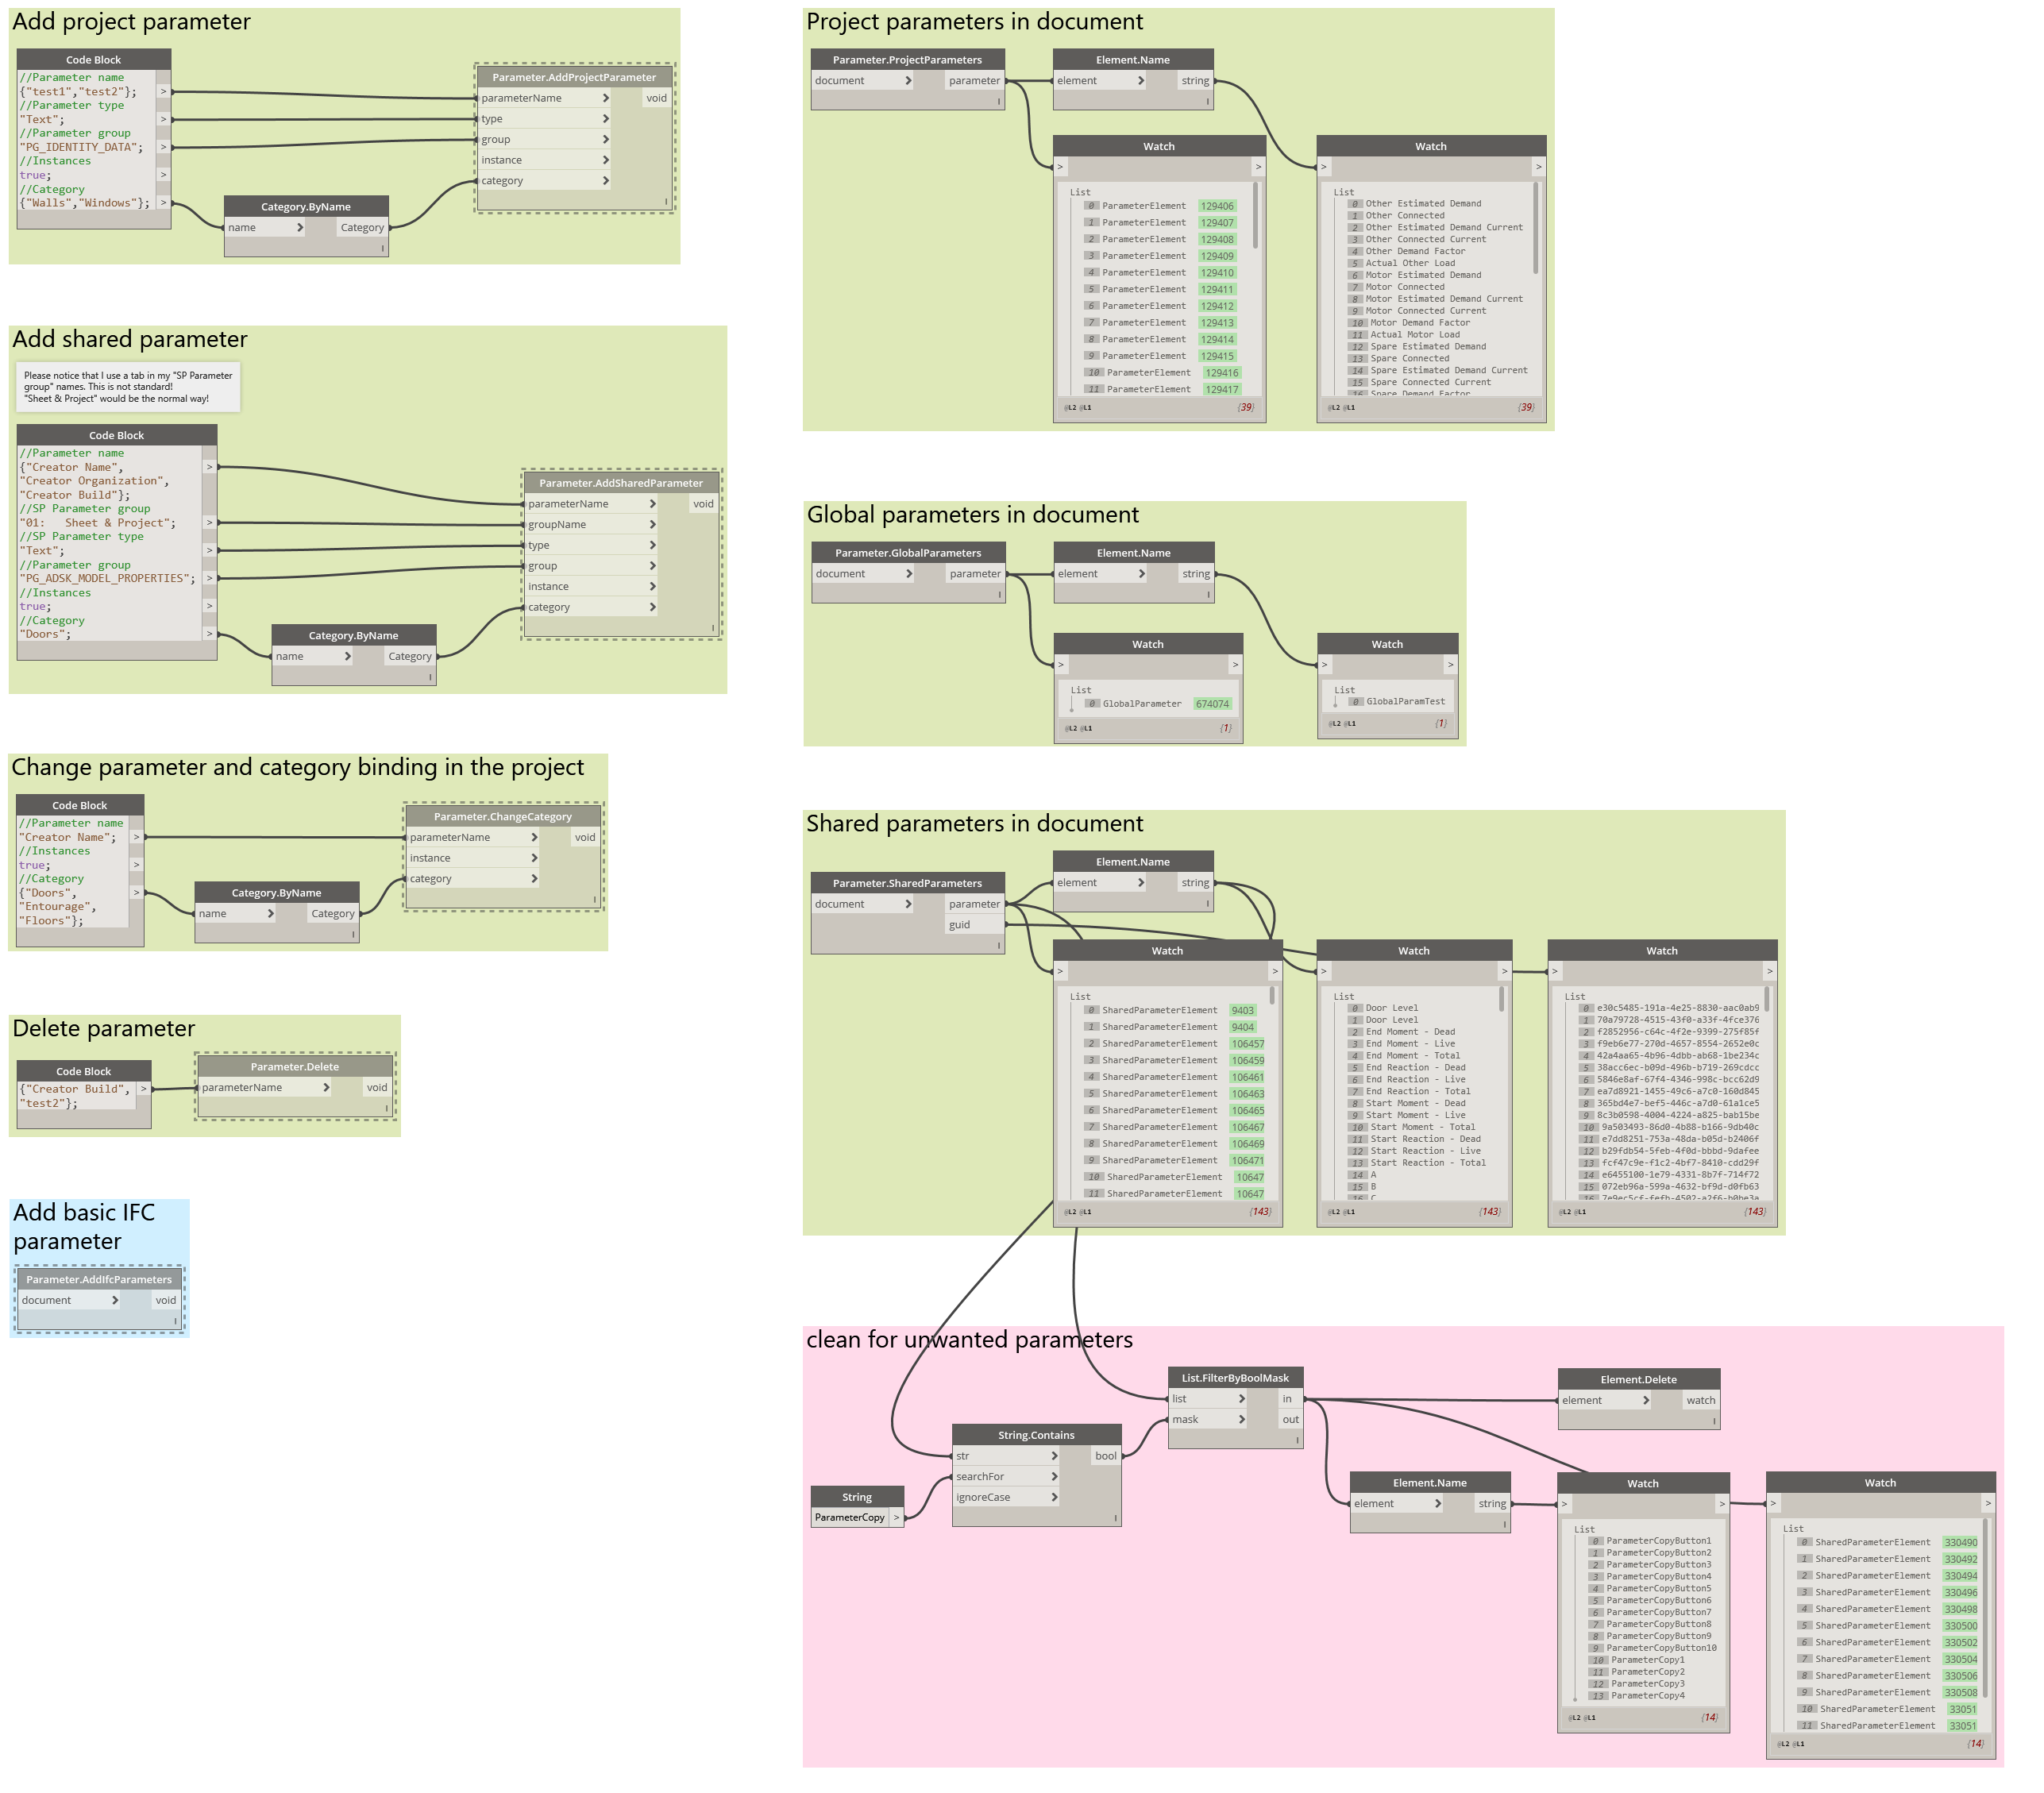 Add project parameter
Code Block
//Parameter name
{"test1","test2"}; >
//Parameter type
"Text"; >
//Parameter group
"PG_IDENTITY_DATA"; >
//Instances
true; >
//Category
{"Walls","Windows"}; >
Category.ByName
name > Category
Parameter.AddProjectParameter
parameterName > void
type >
group >
instance >
category >
Add shared parameter
Please notice that I use a tab in my "SP Parameter
group" names. This is not standard!
"Sheet & Project" would be the normal way!
Code Block
//Parameter name
{"Creator Name", >
"Creator Organization",
"Creator Build"};
//SP Parameter group
"01:   Sheet & Project"; >
//SP Parameter type
"Text"; >
//Parameter group
"PG_ADSK_MODEL_PROPERTIES"; >
//Instances
true; >
//Category
"Doors"; >
Category.ByName
name > Category
Parameter.AddSharedParameter
parameterName > void
groupName >
type >
group >
instance >
category >
Change parameter and category binding in the project
Code Block
//Parameter name
"Creator Name"; >
//Instances
true; >
//Category
{"Doors", >
"Entourage",
"Floors"};
Category.ByName
name > Category
Parameter.ChangeCategory
parameterName > void
instance >
category >
Delete parameter
Code Block
{"Creator Build", >
"test2"};
Parameter.Delete
parameterName > void
Add basic IFC
parameter
Parameter.AddIfcParameters
document > void
Project parameters in document
Parameter.ProjectParameters
document > parameter
Element.Name
element > string
Watch
> >
List
0 ParameterElement 129406
1 ParameterElement 129407
2 ParameterElement 129408
3 ParameterElement 129409
4 ParameterElement 129410
5 ParameterElement 129411
6 ParameterElement 129412
7 ParameterElement 129413
8 ParameterElement 129414
9 ParameterElement 129415
10 ParameterElement 129416
11 ParameterElement 129417
@L2 @L1 {39}
Watch
> >
List
0 Other Estimated Demand
1 Other Connected
2 Other Estimated Demand Current
3 Other Connected Current
4 Other Demand Factor
5 Actual Other Load
6 Motor Estimated Demand
7 Motor Connected
8 Motor Estimated Demand Current
9 Motor Connected Current
10 Motor Demand Factor
11 Actual Motor Load
12 Spare Estimated Demand
13 Spare Connected
14 Spare Estimated Demand Current
15 Spare Connected Current
16 Spare Demand Factor
@L2 @L1 {39}
Global parameters in document
Parameter.GlobalParameters
document > parameter
Element.Name
element > string
Watch
> >
List
0 GlobalParameter 674074
@L2 @L1 {1}
Watch
> >
List
0 GlobalParamTest
@L2 @L1 {1}
Shared parameters in document
Parameter.SharedParameters
document > parameter
guid
Element.Name
element > string
Watch
> >
List
0 SharedParameterElement 9403
1 SharedParameterElement 9404
2 SharedParameterElement 106457
3 SharedParameterElement 106459
4 SharedParameterElement 106461
5 SharedParameterElement 106463
6 SharedParameterElement 106465
7 SharedParameterElement 106467
8 SharedParameterElement 106469
9 SharedParameterElement 106471
10 SharedParameterElement 10647
11 SharedParameterElement 10647
@L2 @L1 {143}
Watch
> >
List
0 Door Level
1 Door Level
2 End Moment - Dead
3 End Moment - Live
4 End Moment - Total
5 End Reaction - Dead
6 End Reaction - Live
7 End Reaction - Total
8 Start Moment - Dead
9 Start Moment - Live
10 Start Moment - Total
11 Start Reaction - Dead
12 Start Reaction - Live
13 Start Reaction - Total
14 A
15 B
16 C
@L2 @L1 {143}
Watch
> >
List
0 e30c5485-191a-4e25-8830-aac0ab9
1 70a79728-4515-43f0-a33f-4fce376
2 f2852956-c64c-4f2e-9399-275f85f
3 f9eb6e77-270d-4657-8554-2652e0c
4 42a4aa65-4b96-4dbb-ab68-1be234c
5 38acc6ec-b09d-496b-b719-269cdcc
6 5846e8af-67f4-4346-998c-bcc62d9
7 ea7d8921-1455-49c6-a7c0-160d845
8 365bd4e7-bef5-446c-a7d0-61a1ce5
9 8c3b0598-4004-4224-a825-bab15be
10 9a503493-86d0-4b88-b166-9db40c
11 e7dd8251-753a-48da-b05d-b2406f
12 b29fdb54-5feb-4f0d-bbbd-9dafee
13 fcf47c9e-f1c2-4bf7-8410-cdd29f
14 e6455100-1e79-4331-8b7f-714f72
15 072eb96a-599a-4632-bf9d-d0fb63
16 7e9ec5cf-fefb-4502-a2f6-b0be3a
@L2 @L1 {143}
clean for unwanted parameters
String
ParameterCopy >
String.Contains
str > bool
searchFor >
ignoreCase >
List.FilterByBoolMask
list > in
mask > out
Element.Delete
element > watch
Element.Name
element > string
Watch
> >
List
0 ParameterCopyButton1
1 ParameterCopyButton2
2 ParameterCopyButton3
3 ParameterCopyButton4
4 ParameterCopyButton5
5 ParameterCopyButton6
6 ParameterCopyButton7
7 ParameterCopyButton8
8 ParameterCopyButton9
9 ParameterCopyButton10
10 ParameterCopy1
11 ParameterCopy2
12 ParameterCopy3
13 ParameterCopy4
@L2 @L1 {14}
Watch
> >
List
0 SharedParameterElement 330490
1 SharedParameterElement 330492
2 SharedParameterElement 330494
3 SharedParameterElement 330496
4 SharedParameterElement 330498
5 SharedParameterElement 330500
6 SharedParameterElement 330502
7 SharedParameterElement 330504
8 SharedParameterElement 330506
9 SharedParameterElement 330508
10 SharedParameterElement 33051
11 SharedParameterElement 33051
@L2 @L1 {14}